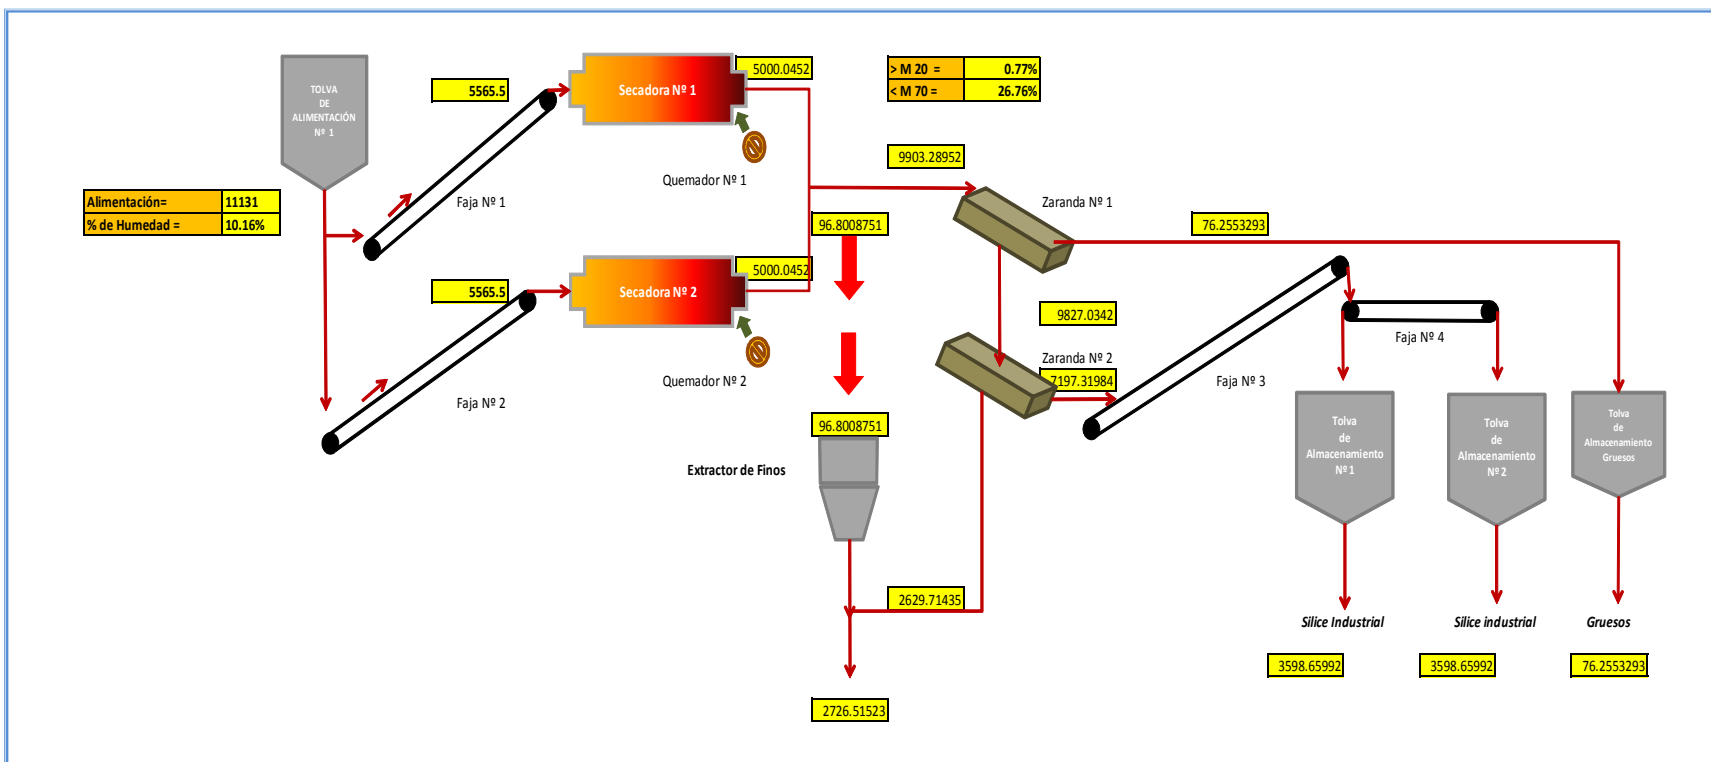 TOLVA
DE
ALIMENTACIÓN
Nº 1
Alimentación= 11131
% de Humedad = 10.16%
5565.5
Faja Nº 1
5565.5
Faja Nº 2
Secadora Nº 1
5000.0452
Quemador Nº 1
Secadora Nº 2
5000.0452
Quemador Nº 2
> M 20 = 0.77%
< M 70 = 26.76%
9903.28952
96.8008751
96.8008751
Extractor de Finos
2629.71435
2726.51523
Zaranda Nº 1
76.2553293
9827.0342
Zaranda Nº 2
7197.31984
Faja Nº 3
Faja Nº 4
Tolva
de
Almacenamiento
Nº 1
Tolva
de
Almacenamiento
Nº 2
Tolva
de
Almacenamiento
Gruesos
Silice Industrial
Silice industrial
Gruesos
3598.65992
3598.65992
76.2553293